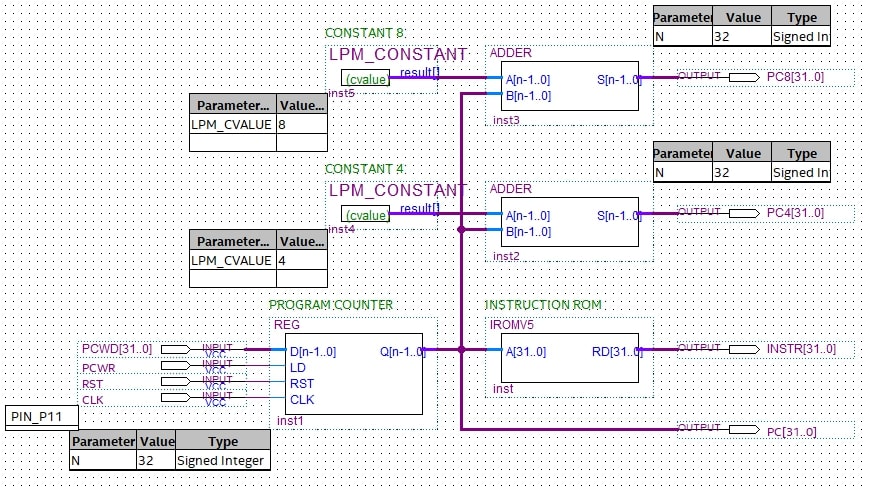 CONSTANT 8
LPM_CONSTANT
(cvalue)
result[]
inst5
Parameter... Value...
LPM_CVALUE 8
ADDER
A[n-1..0] S[n-1..0]
B[n-1..0]
inst3
Parameter Value Type
N 32 Signed In
OUTPUT PC8[31..0]
CONSTANT 4
LPM_CONSTANT
(cvalue)
result[]
inst4
Parameter... Value...
LPM_CVALUE 4
ADDER
A[n-1..0] S[n-1..0]
B[n-1..0]
inst2
Parameter Value Type
N 32 Signed In
OUTPUT PC4[31..0]
PROGRAM COUNTER
REG
PCWD[31..0] INPUT VCC
PCWR INPUT VCC
RST INPUT VCC
CLK INPUT VCC
D[n-1..0] Q[n-1..0]
LD
RST
CLK
inst1
PIN_P11
Parameter Value Type
N 32 Signed Integer
INSTRUCTION ROM
IROMV5
A[31..0] RD[31..0]
inst
OUTPUT INSTR[31..0]
OUTPUT PC[31..0]